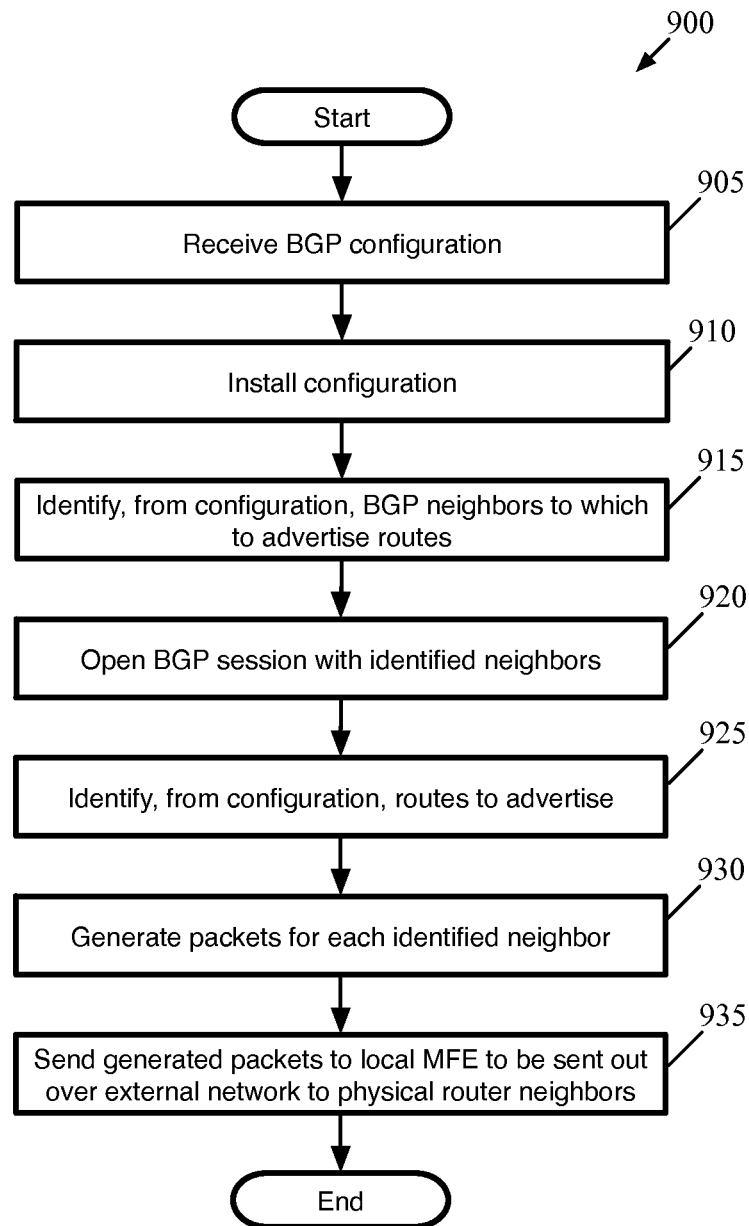 900
Start
905
Receive BGP configuration
910
Install configuration
915
Identify, from configuration, BGP neighbors to which
to advertise routes
920
Open BGP session with identified neighbors
925
Identify, from configuration, routes to advertise
930
Generate packets for each identified neighbor
935
Send generated packets to local MFE to be sent out
over external network to physical router neighbors
End